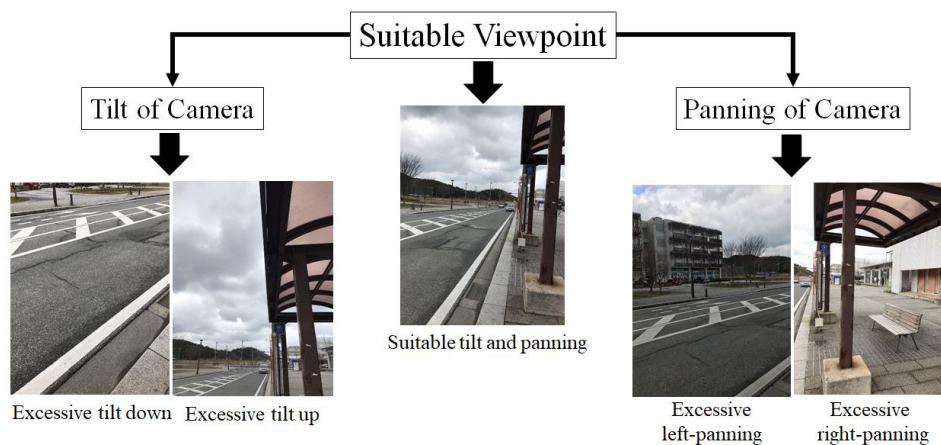 Suitable Viewpoint
Tilt of Camera
Panning of Camera
Suitable tilt and panning
Excessive tilt down
Excessive tilt up
Excessive
left-panning
Excessive
right-panning